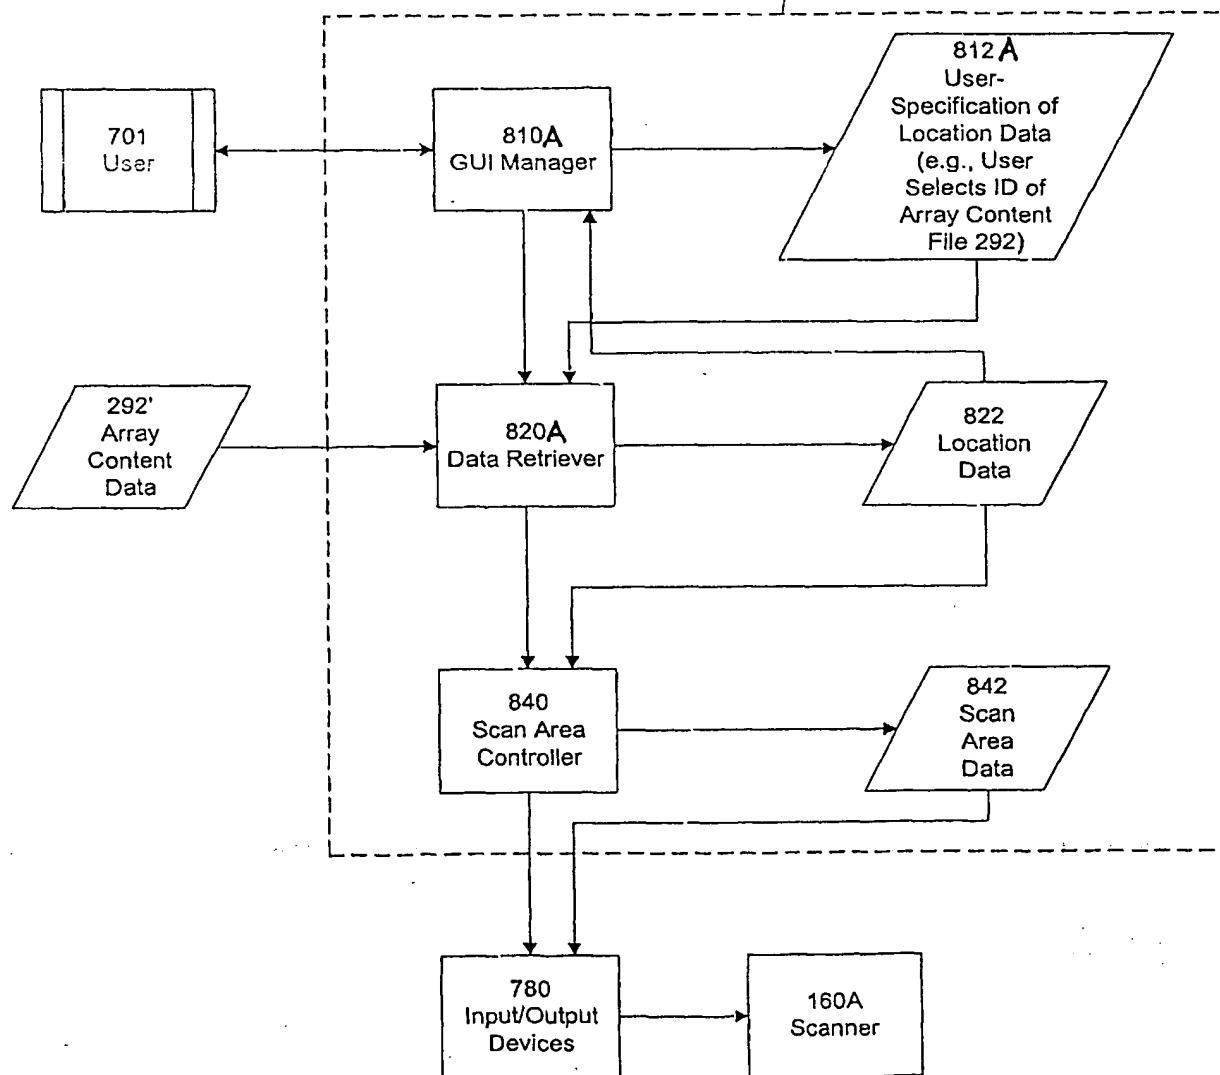 701
User
810A
GUI Manager
812A
User-
Specification of
Location Data
(e.g., User
Selects ID of
Array Content
File 292)
292'
Array
Content
Data
820A
Data Retriever
822
Location
Data
840
Scan Area
Controller
842
Scan
Area
Data
780
Input/Output
Devices
160A
Scanner